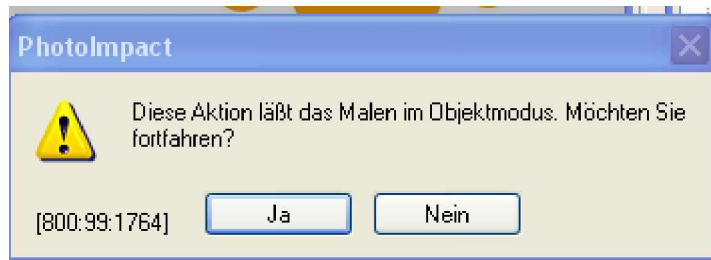 PhotoImpact
Diese Aktion läßt das Malen im Objektmodus. Möchten Sie
fortfahren?
[800:99:1764]
Ja
Nein